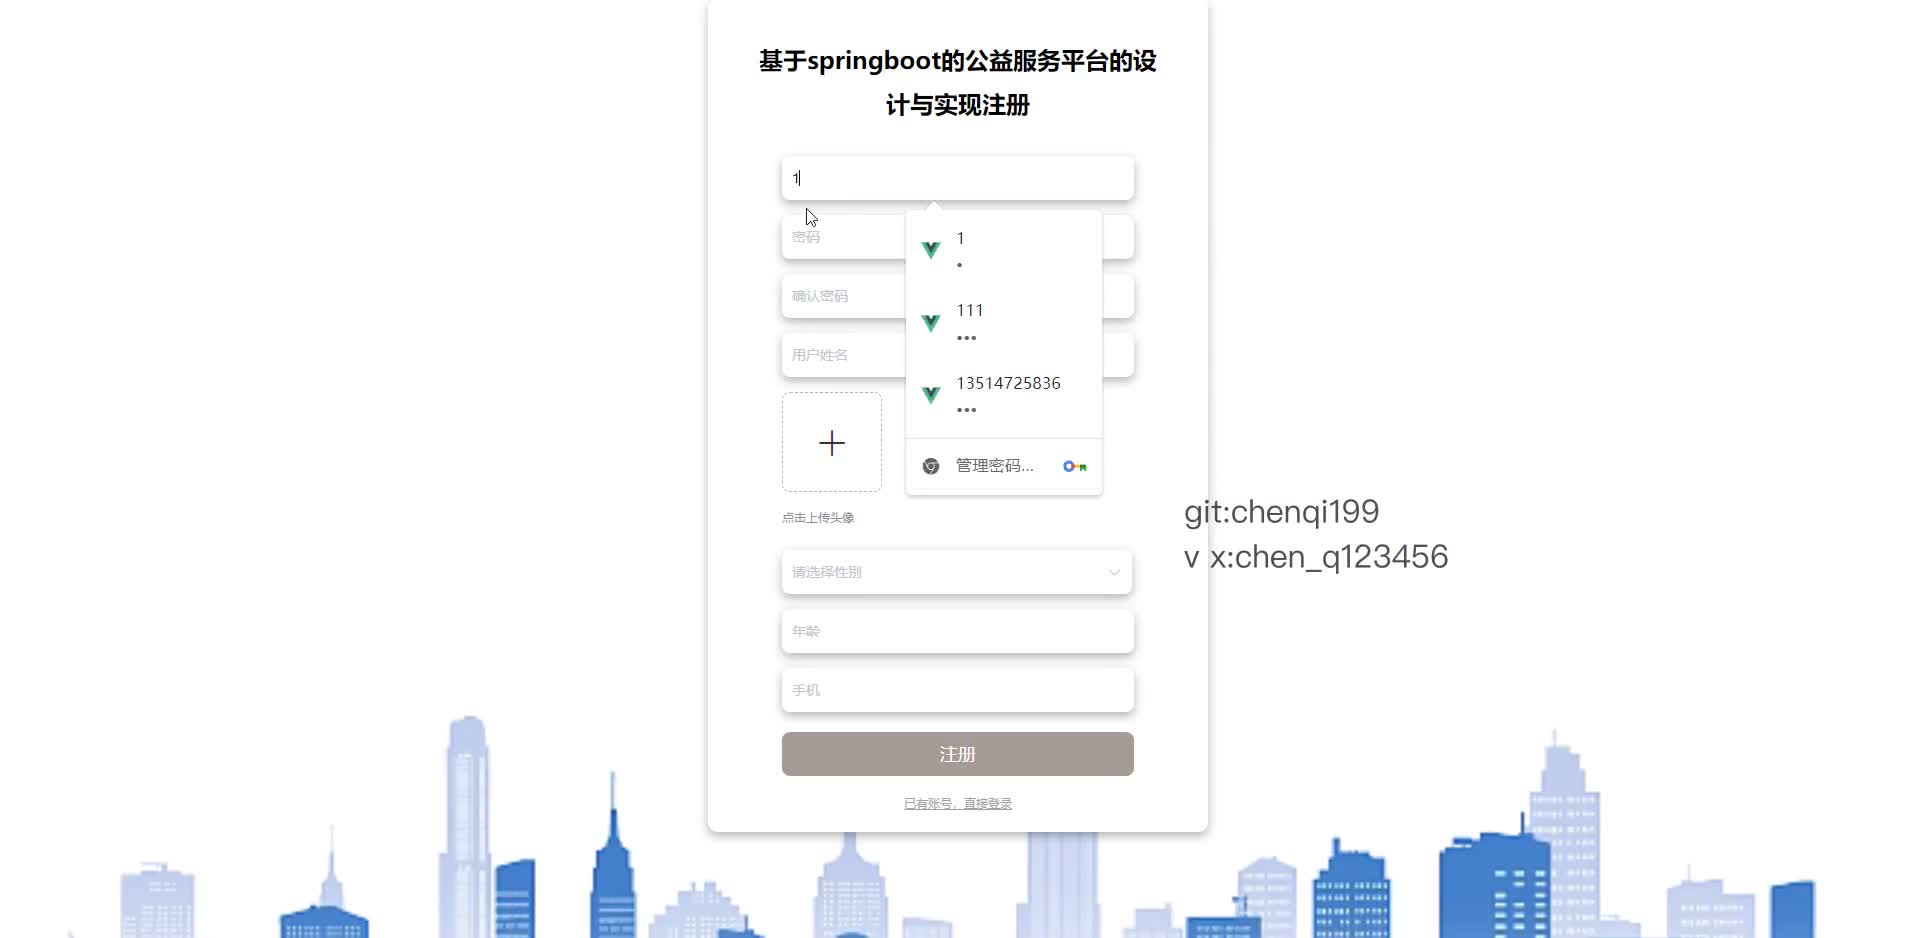 基于springboot的公益服务平台的设
计与实现注册
1
密码
1
•
确认密码
111
•••
用户姓名
13514725836
•••
管理密码...
点击上传头像
git:chenqi199
v x:chen_q123456
请选择性别
年龄
手机
注册
已有账号，直接登录